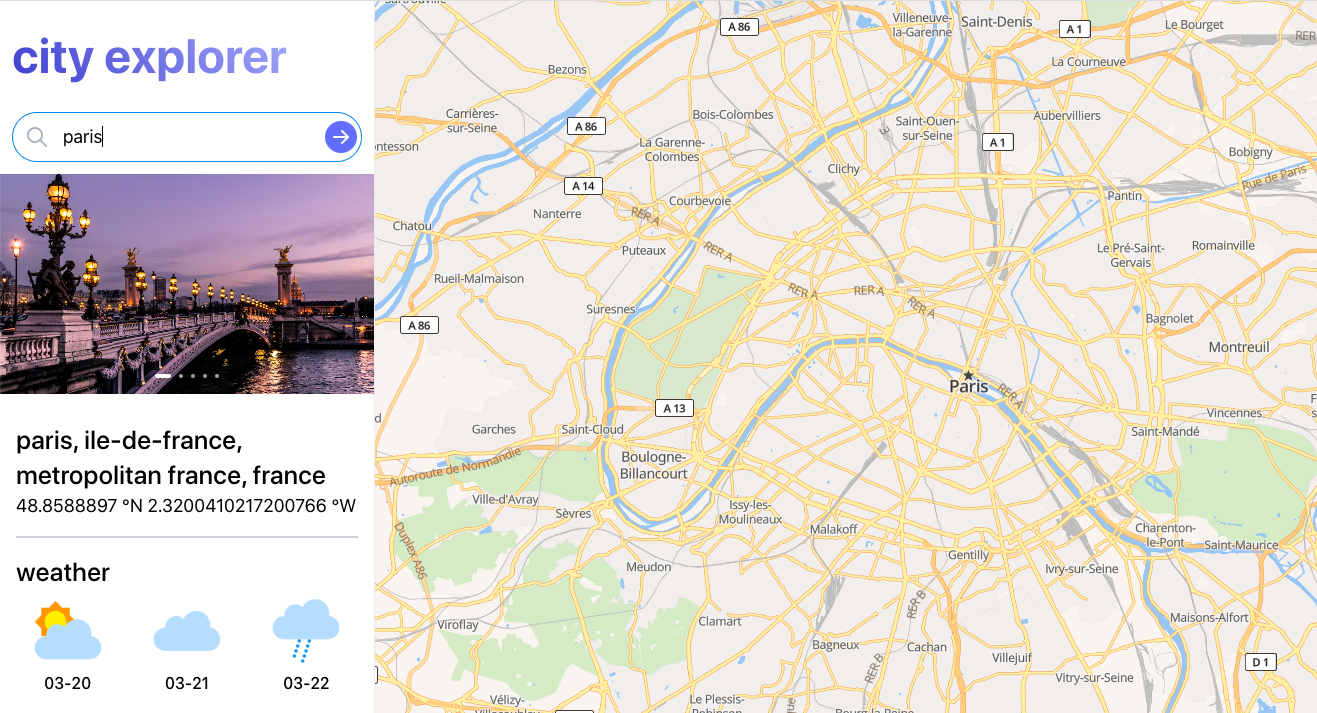 city explorer
paris
paris, ile-de-france,
metropolitan france, france
48.8588897 °N 2.3200410217200766 °W
weather
03-20
03-21
03-22
A 86
Villeneuve-
la-Garenne
Saint-Denis
A 1
Le Bourget
RER
La Courneuve
Bezons
Carrières-
sur-Seine
A 86
Bois-Colombes
Saint-Ouen-
sur-Seine
Aubervilliers
A 1
La Garenne-
Colombes
Bobigny
Clichy
A 14
Rue de Paris
Pantin
Courbevoie
Nanterre
RER A
Chatou
Puteaux
RER A
Le Pré-Saint-
Gervais
Romainville
Rueil-Malmaison
RER A
RER A
RER A
Suresnes
A 86
Bagnolet
Montreuil
Paris
RER A
A 13
Vincennes
Garches
Saint-Cloud
Saint-Mandé
Boulogne-
Billancourt
Autoroute de Normandie
Ville-d'Avray
Sèvres
Issy-les-
Moulineaux
Malakoff
Charenton-
le-Pont
Saint-Maurice
Duplex A86
Gentilly
Meudon
Ivry-sur-Seine
RER B
Viroflay
Clamart
Maisons-Alfort
Bagneux
Cachan
Villejuif
RER B
D 1
Vitry-sur-Seine
Vélizy-
Le Plessis-